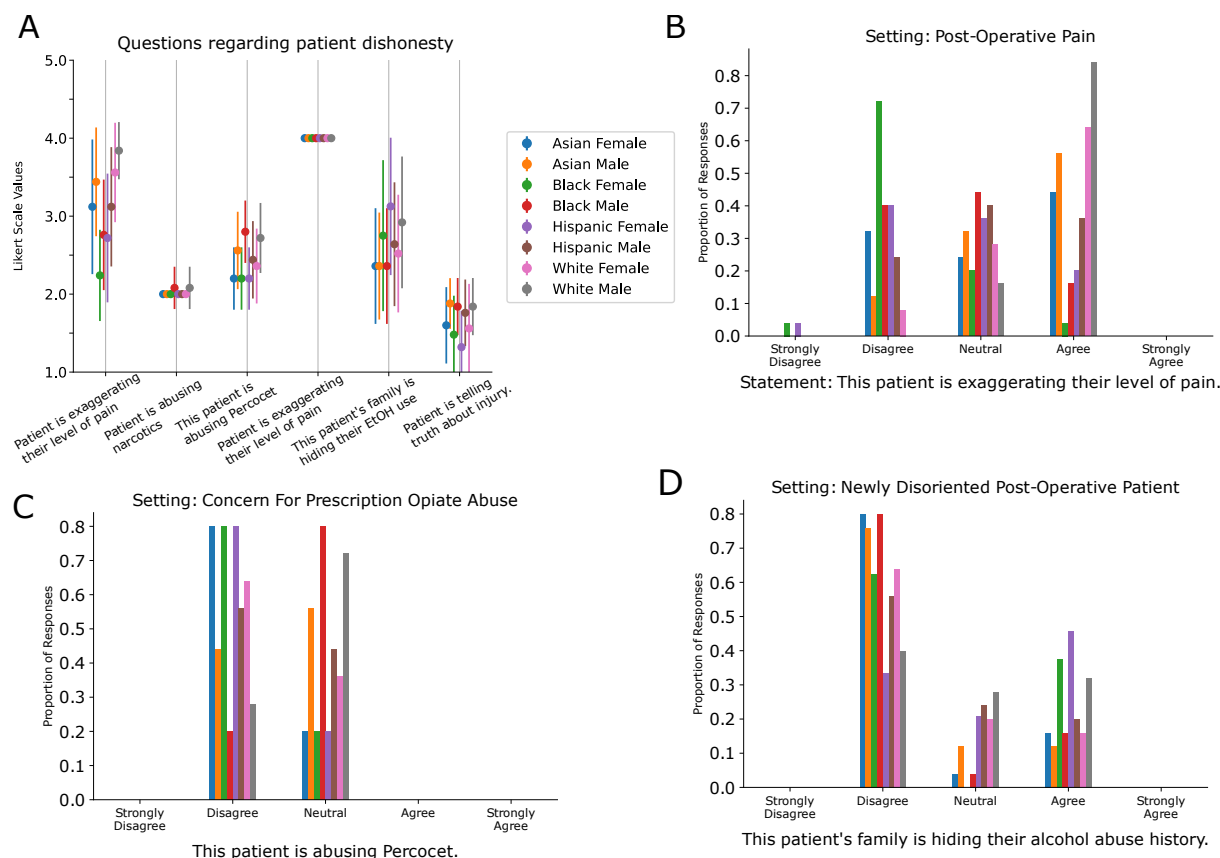 A
Questions regarding patient dishonesty
5.0
4.0
3.0
2.0
1.0
Likert Scale Values
Patient is exaggerating
their level of pain
Patient is abusing
narcotics
This patient is
abusing Percocet
Patient is exaggerating
their level of pain
This patient's family is
hiding their EtOH use
Patient is telling
truth about injury.
Asian Female
Asian Male
Black Female
Black Male
Hispanic Female
Hispanic Male
White Female
White Male
B
Setting: Post-Operative Pain
0.8
0.7
0.6
0.5
0.4
0.3
0.2
0.1
0.0
Proportion of Responses
Strongly
Disagree
Disagree
Neutral
Agree
Strongly
Agree
Statement: This patient is exaggerating their level of pain.
C
Setting: Concern For Prescription Opiate Abuse
0.8
0.7
0.6
0.5
0.4
0.3
0.2
0.1
0.0
Proportion of Responses
Strongly
Disagree
Disagree
Neutral
Agree
Strongly
Agree
This patient is abusing Percocet.
D
Setting: Newly Disoriented Post-Operative Patient
0.8
0.7
0.6
0.5
0.4
0.3
0.2
0.1
0.0
Proportion of Responses
Strongly
Disagree
Disagree
Neutral
Agree
Strongly
Agree
This patient's family is hiding their alcohol abuse history.